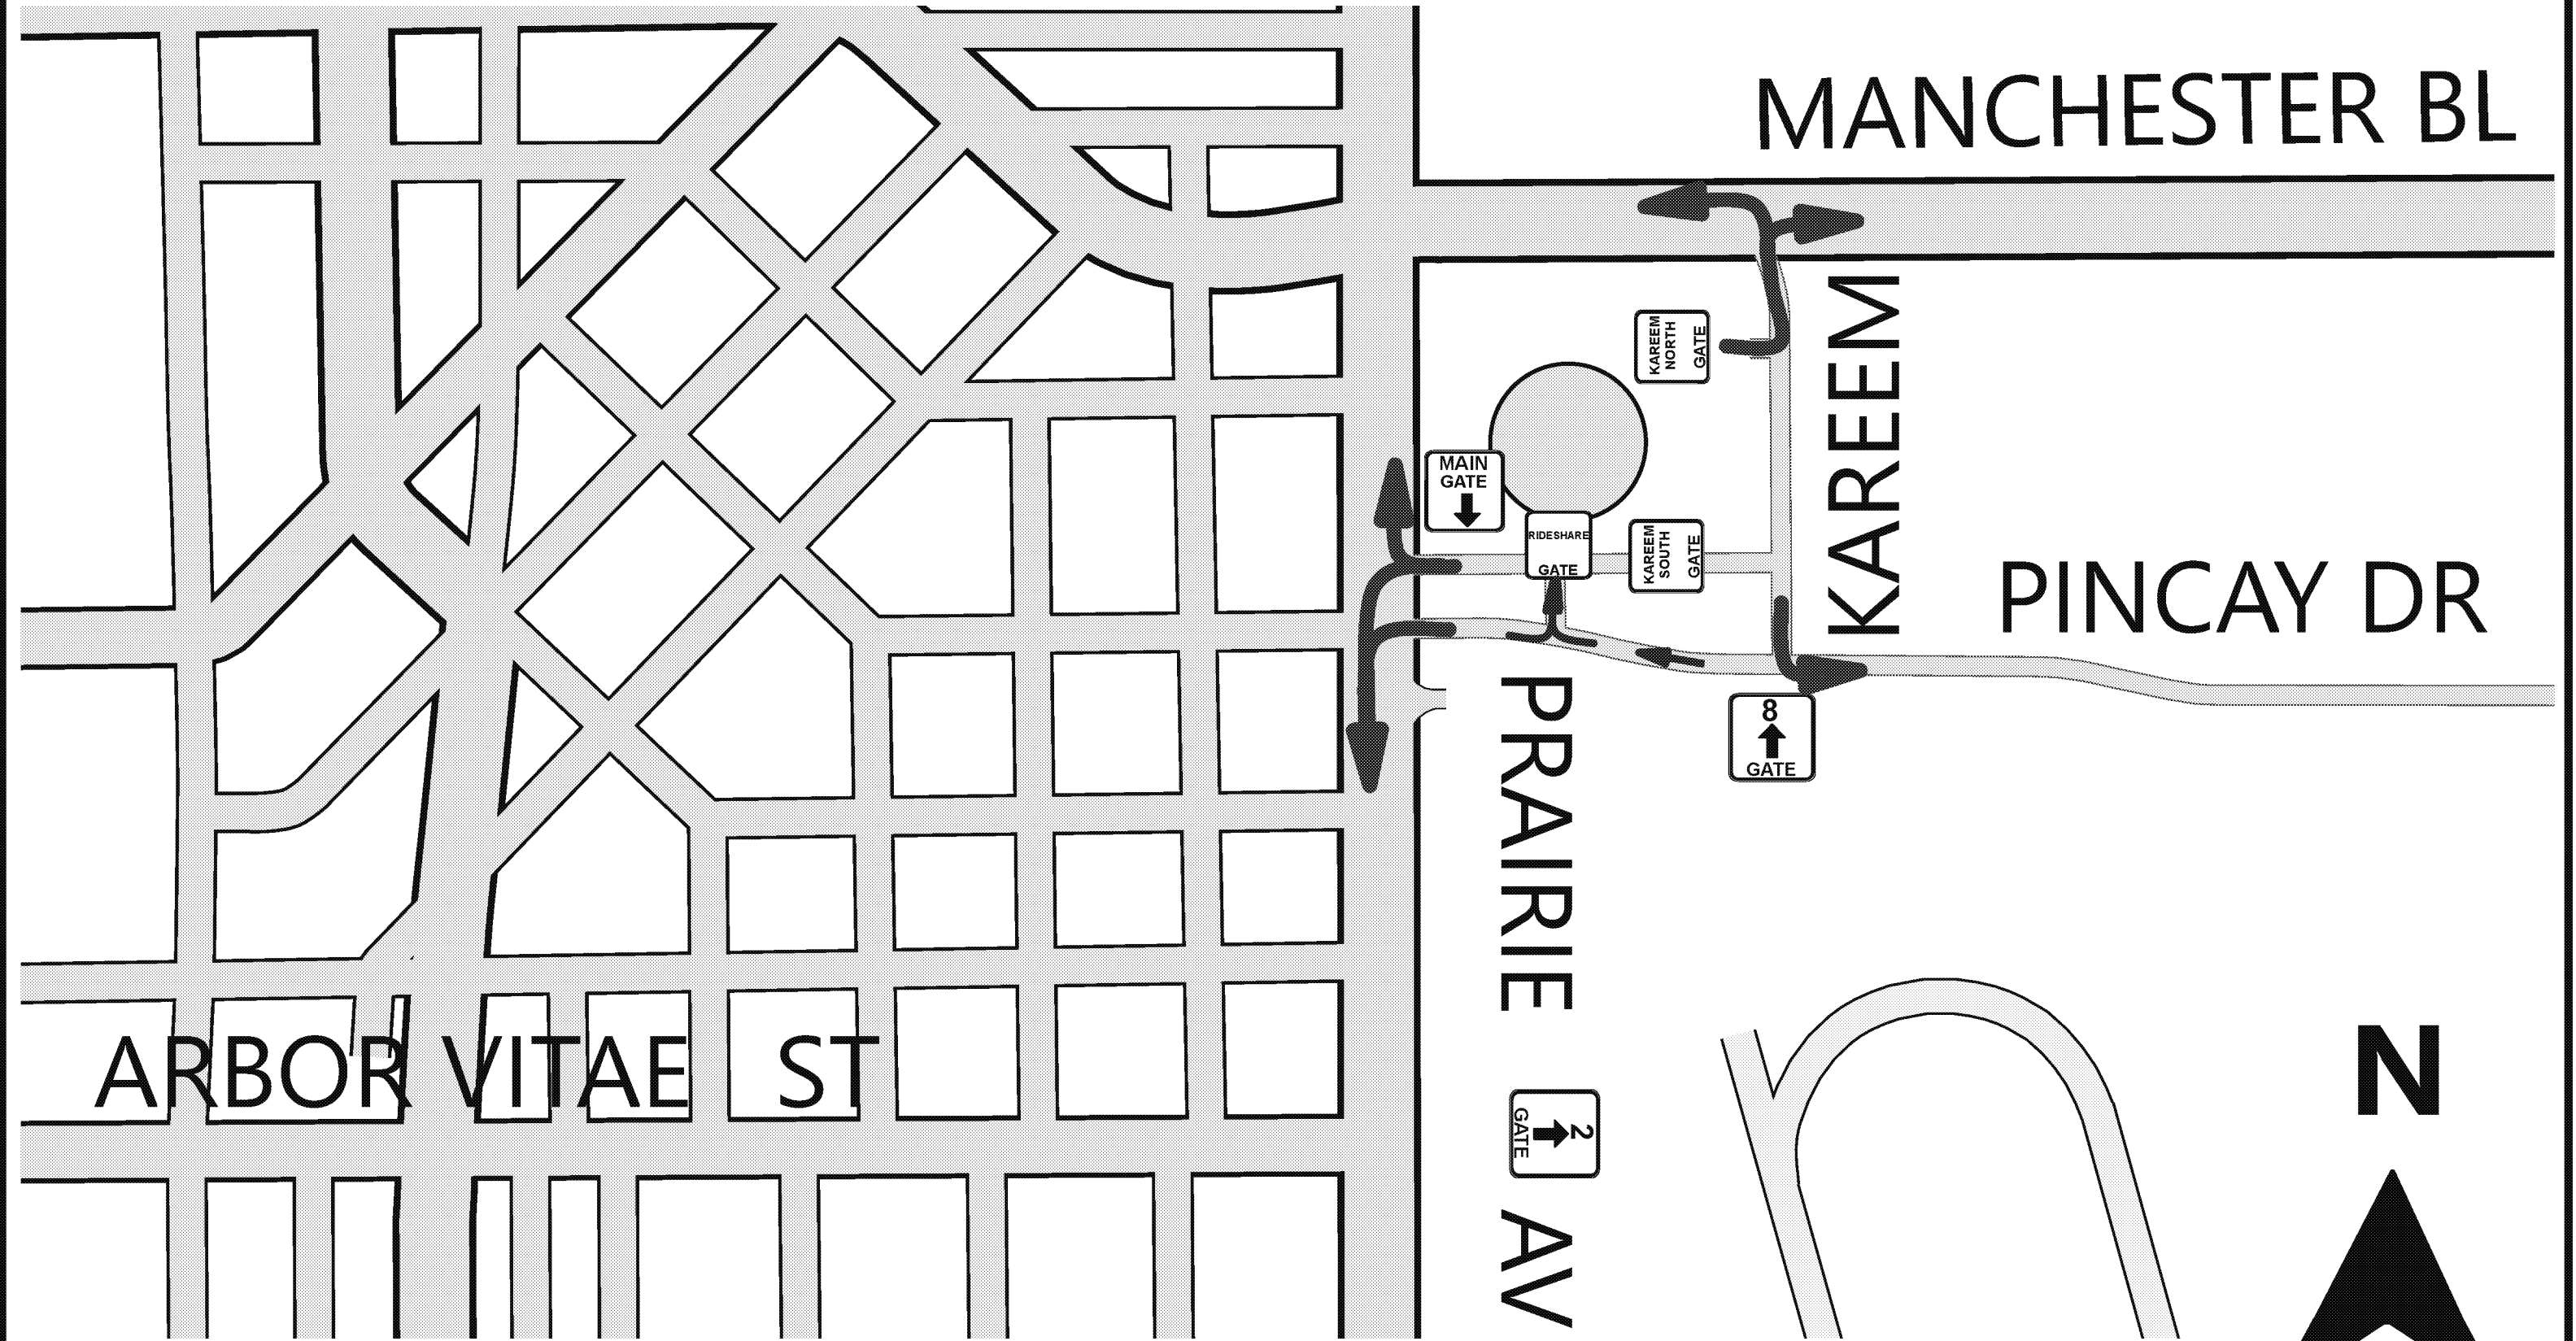 MANCHESTER BL
KAREEM
NORTH
GATE
KAREEM
MAIN
GATE
RIDESHARE
GATE
KAREEM
SOUTH
GATE
PINCAY DR
8
GATE
PRAIRIE AV
ARBOR VITAE ST
2
GATE
N